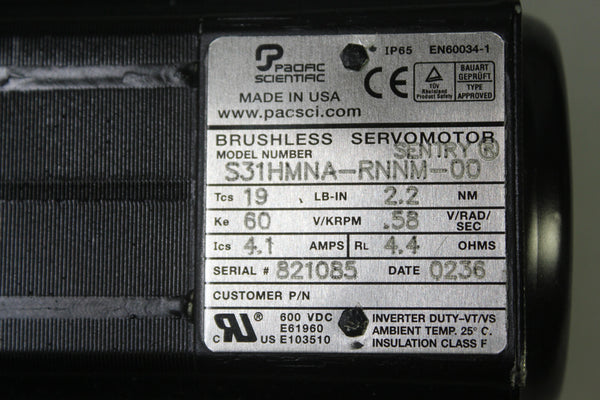 PACIFIC
SCIENTIFIC
IP65 EN60034-1
CE
TÜV
Rheinland
Product Safety
BAUART
GEPRÜFT
TYPE
APPROVED
MADE IN USA
www.pacsci.com
BRUSHLESS SERVOMOTOR
MODEL NUMBER SENTRY ®
S31HMNA-RNNM-00
Tcs 19 LB-IN 2.2 NM
Ke 60 V/KRPM .58 V/RAD/SEC
Ics 4.1 AMPS RL 4.4 OHMS
SERIAL # 821085 DATE 0236
CUSTOMER P/N
600 VDC INVERTER DUTY-VT/VS
E61960 AMBIENT TEMP. 25° C.
C US E103510 INSULATION CLASS F